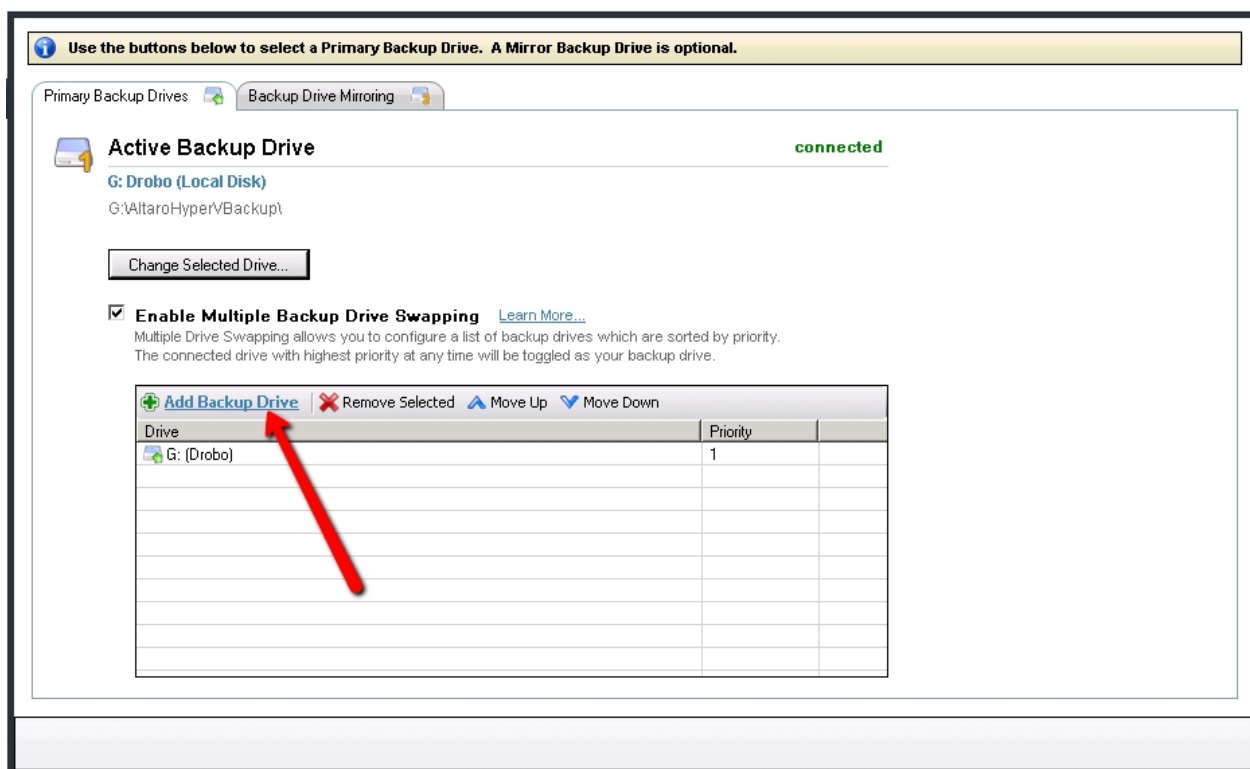 Use the buttons below to select a Primary Backup Drive. A Mirror Backup Drive is optional.
Primary Backup Drives Backup Drive Mirroring
Active Backup Drive connected
G: Drobo (Local Disk)
G:\AltaroHyperVBackup\
Change Selected Drive...
Enable Multiple Backup Drive Swapping Learn More...
Multiple Drive Swapping allows you to configure a list of backup drives which are sorted by priority.
The connected drive with highest priority at any time will be toggled as your backup drive.
Add Backup Drive Remove Selected Move Up Move Down
Drive Priority
G: (Drobo) 1